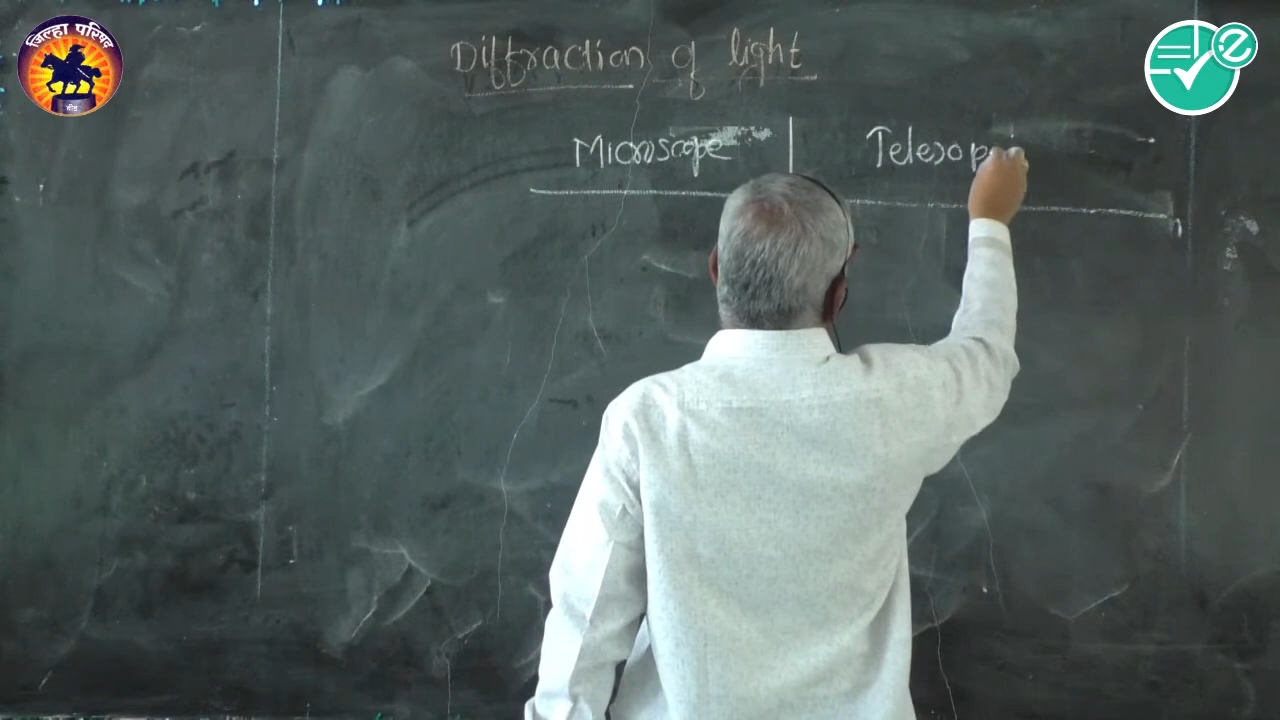 जिल्हा परिषद
बीड
Diffraction of light
Microscope | Telesop
e